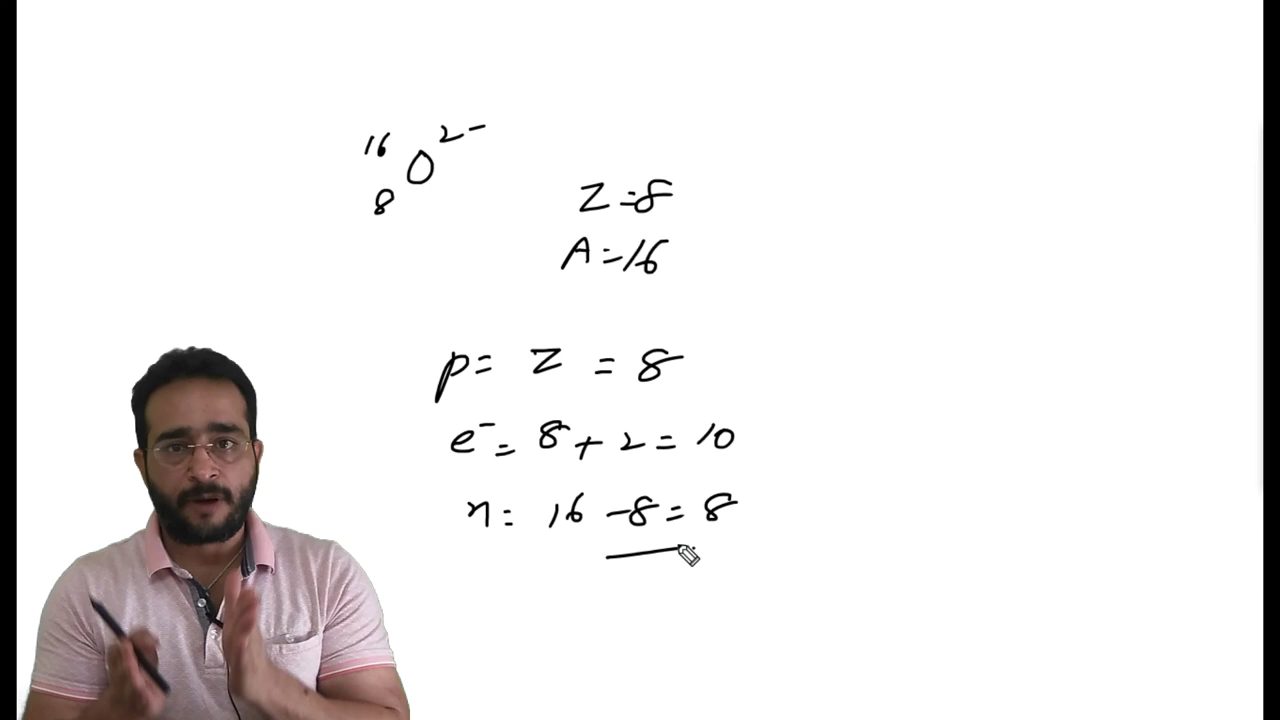 16
8 O 2-
Z = 8
A = 16
p = Z = 8
e- = 8 + 2 = 10
n = 16 - 8 = 8